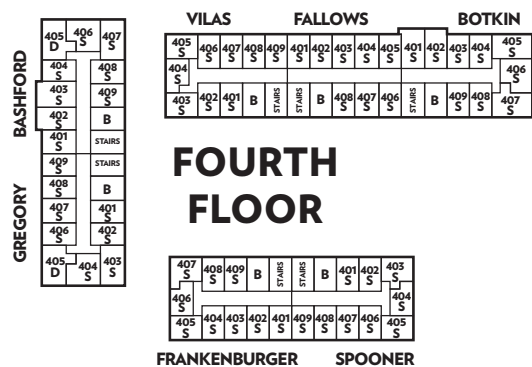 VILAS FALLOWS BOTKIN
405 S 406 S 407 S 408 S 409 S 401 S 402 S 403 S 404 S 405 S 401 S 402 S 403 S 404 S 405 S
404 S 406 S
403 S 402 S 401 S B STAIRS STAIRS B 408 S 407 S 406 S STAIRS B 409 S 408 S 407 S
BASHFORD
405 D 406 S 407 S
404 S 408 S
403 S 409 S
402 S B
401 S STAIRS
GREGORY
409 S STAIRS
408 S B
407 S 401 S
406 S 402 S
405 D 404 S 403 S
FOURTH
FLOOR
407 S 408 S 409 S B STAIRS STAIRS B 401 S 402 S 403 S
406 S 404 S
405 S 404 S 403 S 402 S 401 S 409 S 408 S 407 S 406 S 405 S
FRANKENBURGER SPOONER